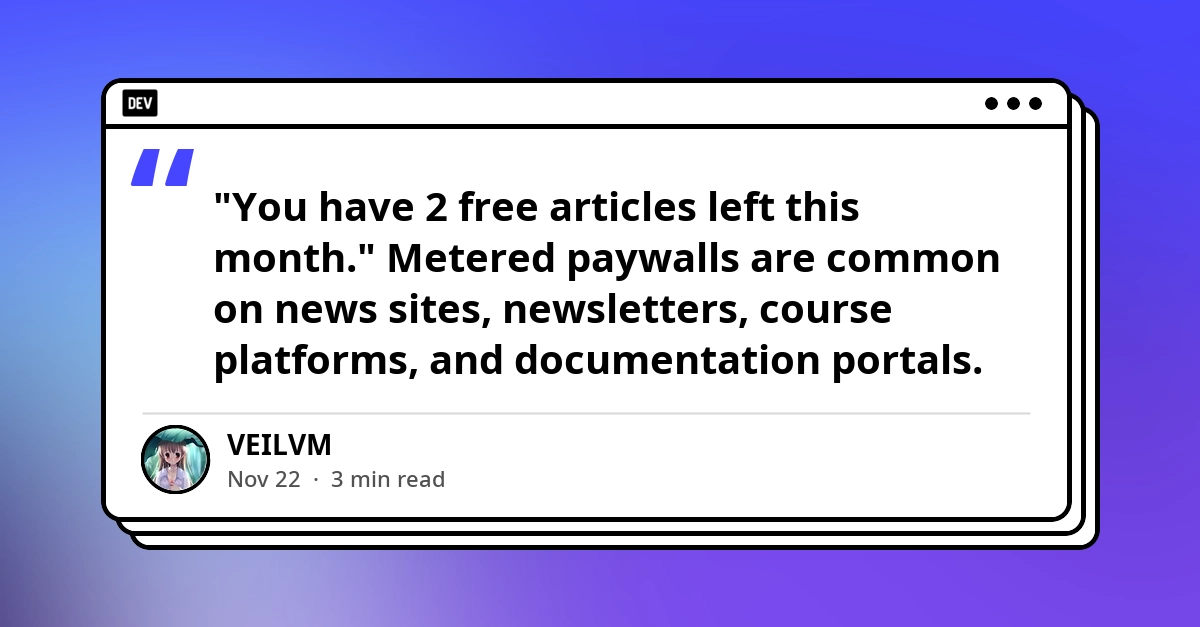 DEV
"You have 2 free articles left this
month." Metered paywalls are common
on news sites, newsletters, course
platforms, and documentation portals.
VEILVM
Nov 22 · 3 min read